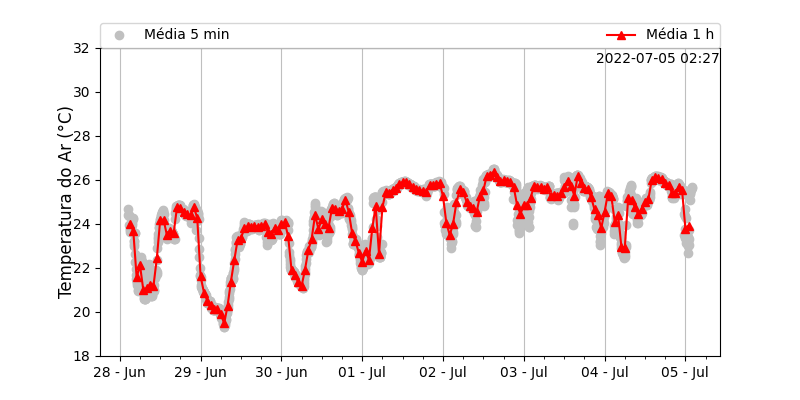 Média 5 min
Média 1 h
2022-07-05 02:27
Temperatura do Ar (°C)
32
30
28
26
24
22
20
18
28 - Jun
29 - Jun
30 - Jun
01 - Jul
02 - Jul
03 - Jul
04 - Jul
05 - Jul